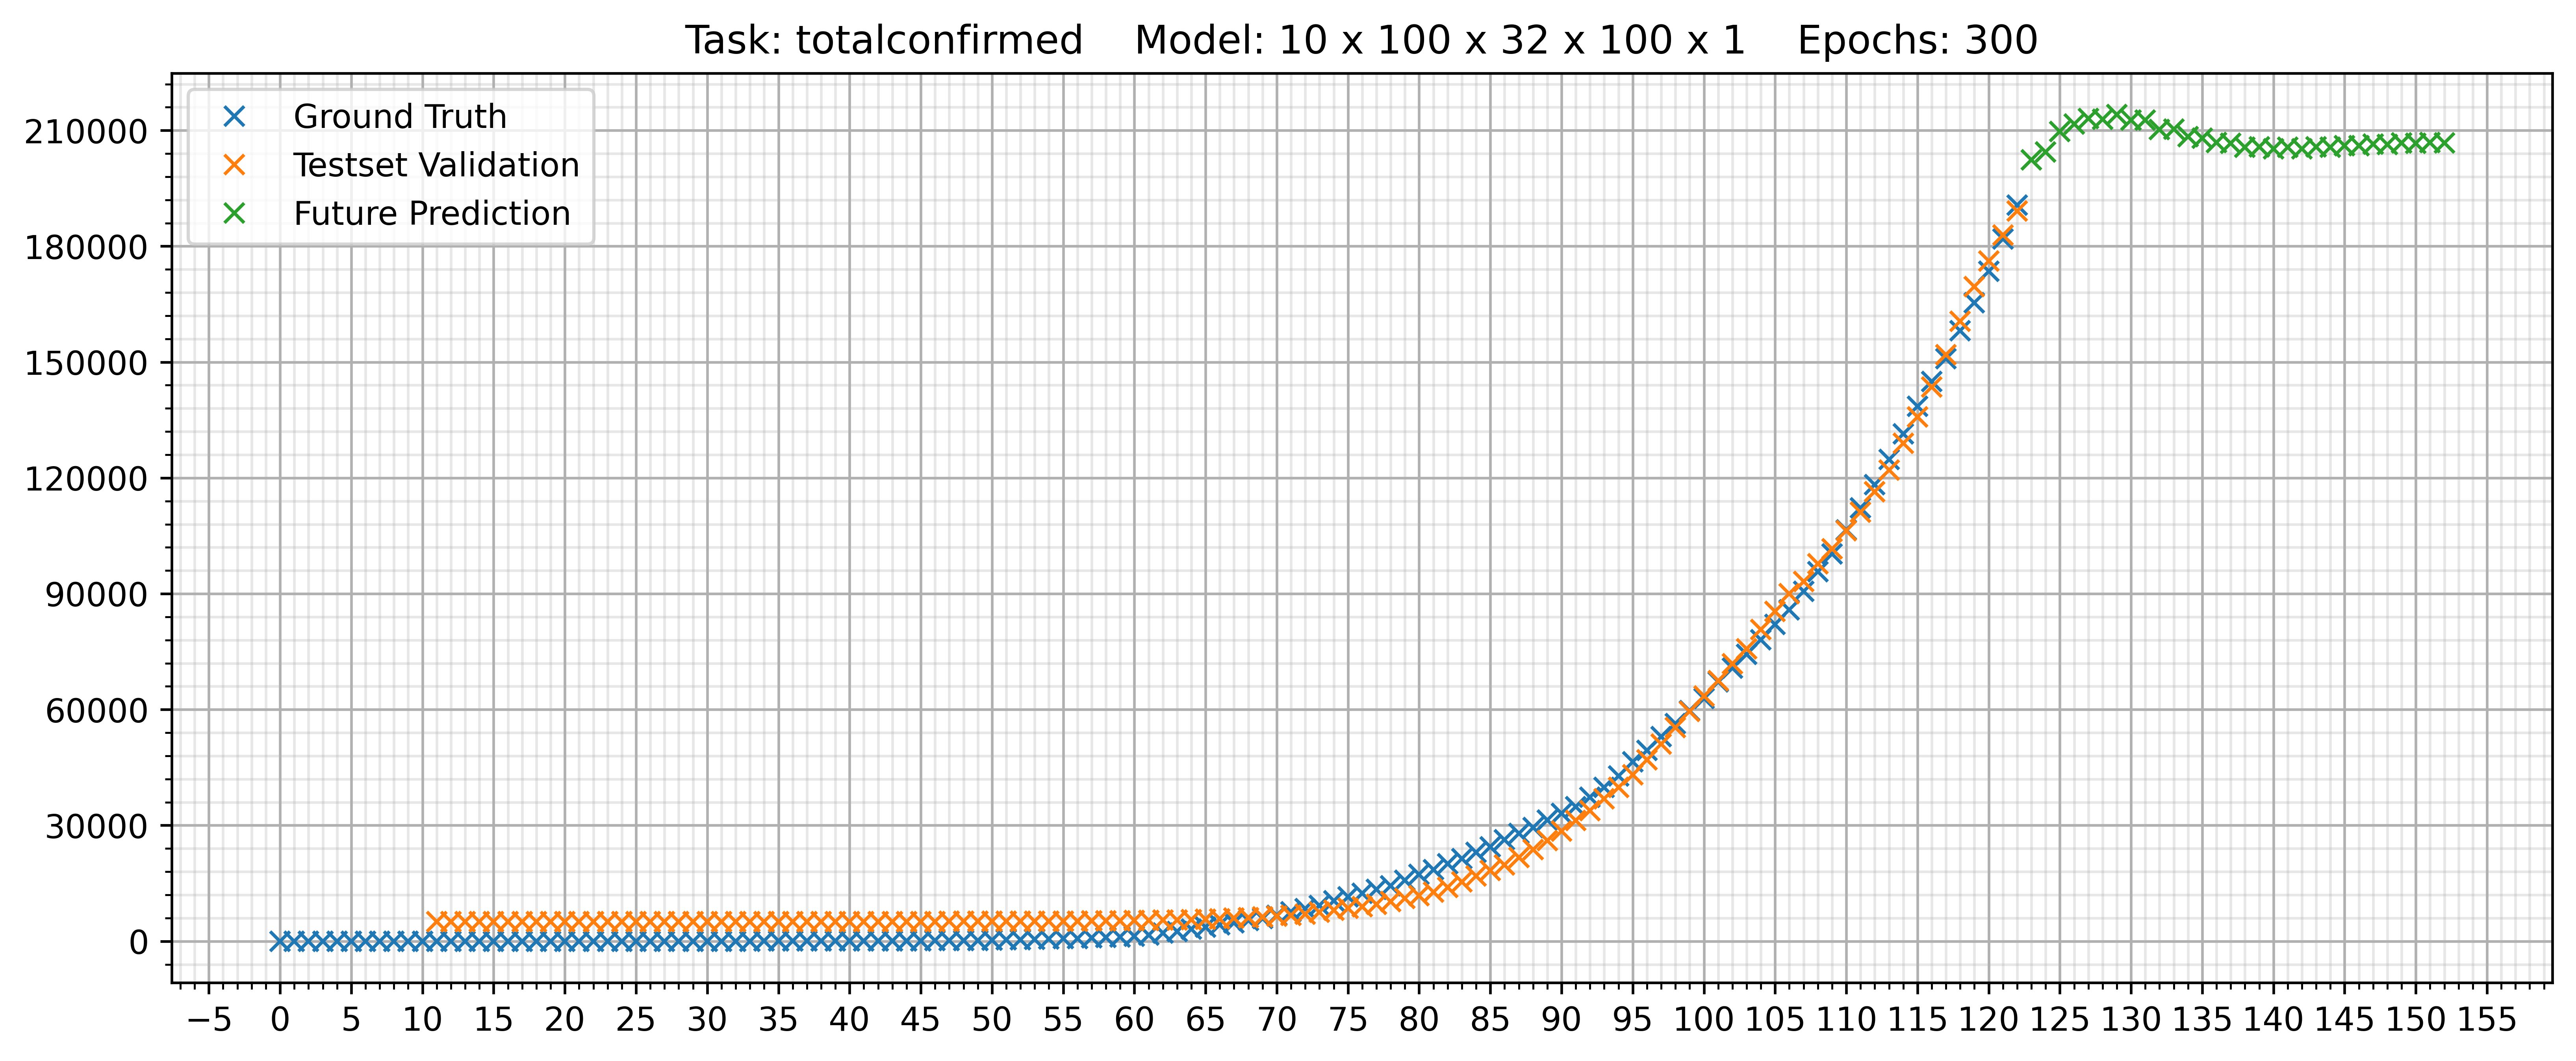 Task: totalconfirmed    Model: 10 x 100 x 32 x 100 x 1    Epochs: 300
Ground Truth
Testset Validation
Future Prediction
210000
180000
150000
120000
90000
60000
30000
0
−5 0 5 10 15 20 25 30 35 40 45 50 55 60 65 70 75 80 85 90 95 100 105 110 115 120 125 130 135 140 145 150 155